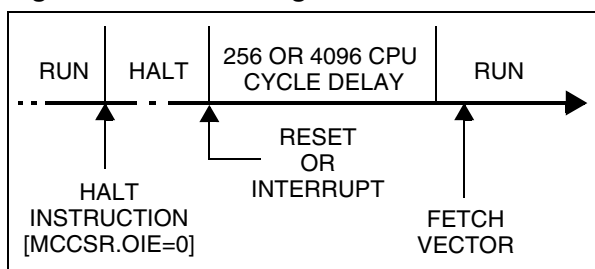 RUN
HALT
256 OR 4096 CPU
CYCLE DELAY
RUN
RESET
OR
INTERRUPT
HALT
INSTRUCTION
[MCCSR.OIE=0]
FETCH
VECTOR